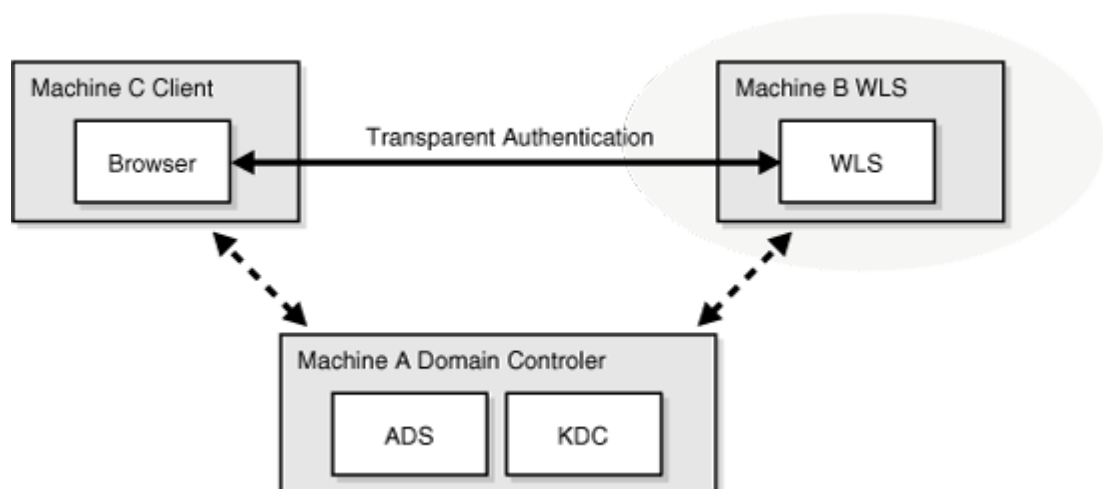 Machine C Client
Browser
Transparent Authentication
Machine B WLS
WLS
Machine A Domain Controler
ADS
KDC